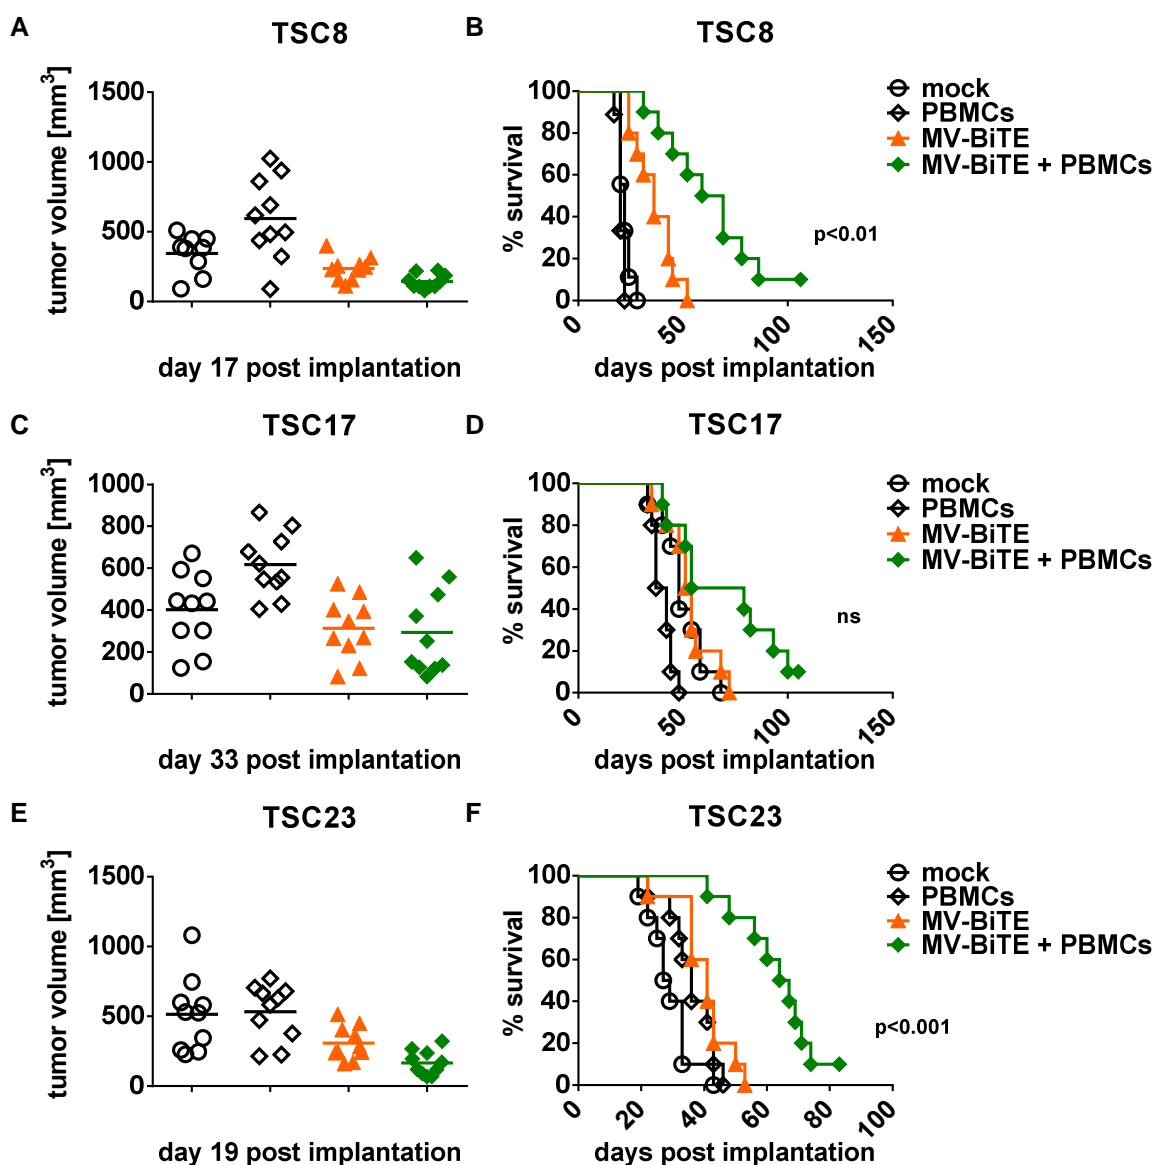 A
TSC8
tumor volume [mm³]
1500
1000
500
0
day 17 post implantation
B
TSC8
% survival
100
80
60
40
20
0
0
50
100
150
days post implantation
p<0.01
mock
PBMCs
MV-BiTE
MV-BiTE + PBMCs
C
TSC17
tumor volume [mm³]
1000
800
600
400
200
0
day 33 post implantation
D
TSC17
% survival
100
80
60
40
20
0
0
50
100
150
days post implantation
ns
mock
PBMCs
MV-BiTE
MV-BiTE + PBMCs
E
TSC23
tumor volume [mm³]
1500
1000
500
0
day 19 post implantation
F
TSC23
% survival
100
80
60
40
20
0
0
20
40
60
80
100
days post implantation
p<0.001
mock
PBMCs
MV-BiTE
MV-BiTE + PBMCs